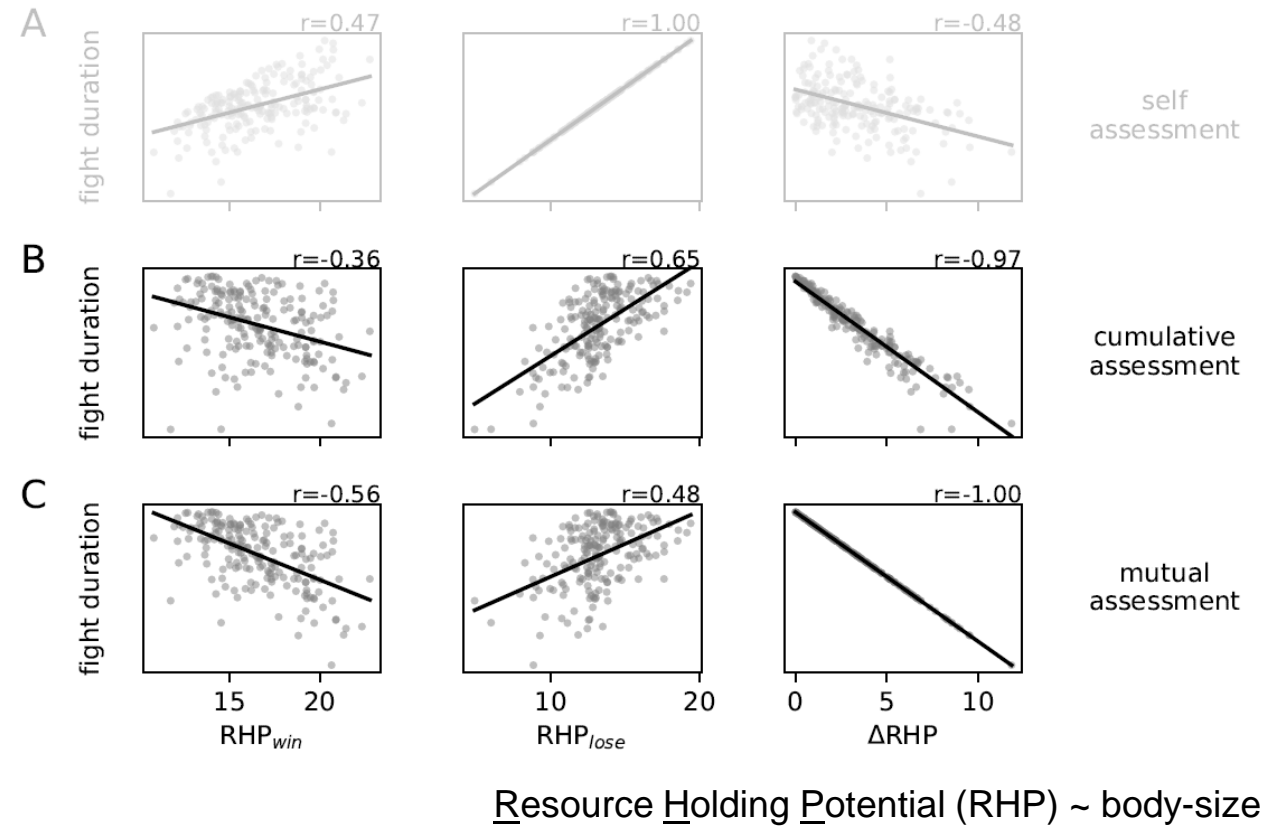 A
r=0.47
r=1.00
r=-0.48
fight duration
self
assessment
B
r=-0.36
r=0.65
r=-0.97
fight duration
cumulative
assessment
C
r=-0.56
r=0.48
r=-1.00
fight duration
mutual
assessment
15 20
10 20
0 5 10
RHPwin
RHPlose
ΔRHP
Resource Holding Potential (RHP) ~ body-size